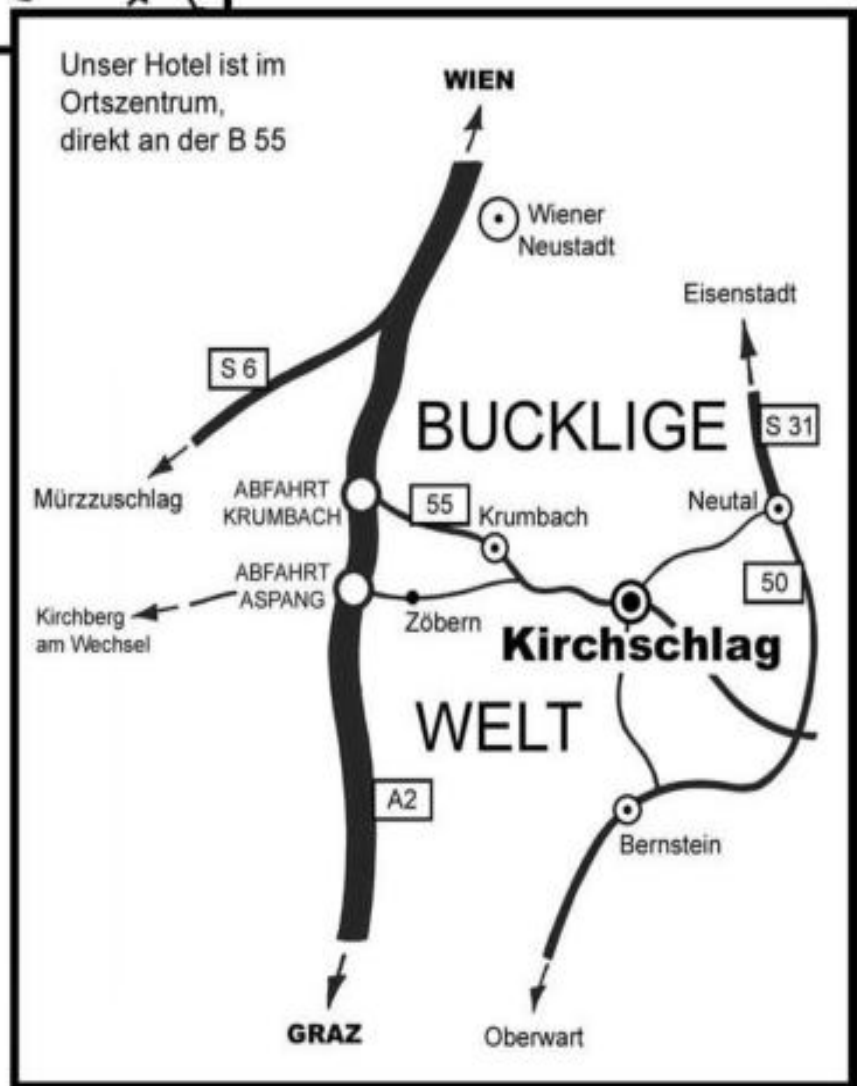 Unser Hotel ist im
Ortszentrum,
direkt an der B 55
WIEN
Wiener
Neustadt
Eisenstadt
S 6
BUCKLIGE
S 31
Mürzzuschlag
ABFAHRT
KRUMBACH
55
Krumbach
Neutal
ABFAHRT
ASPANG
50
Kirchberg
am Wechsel
Zöbern
Kirchschlag
WELT
A2
Bernstein
GRAZ
Oberwart